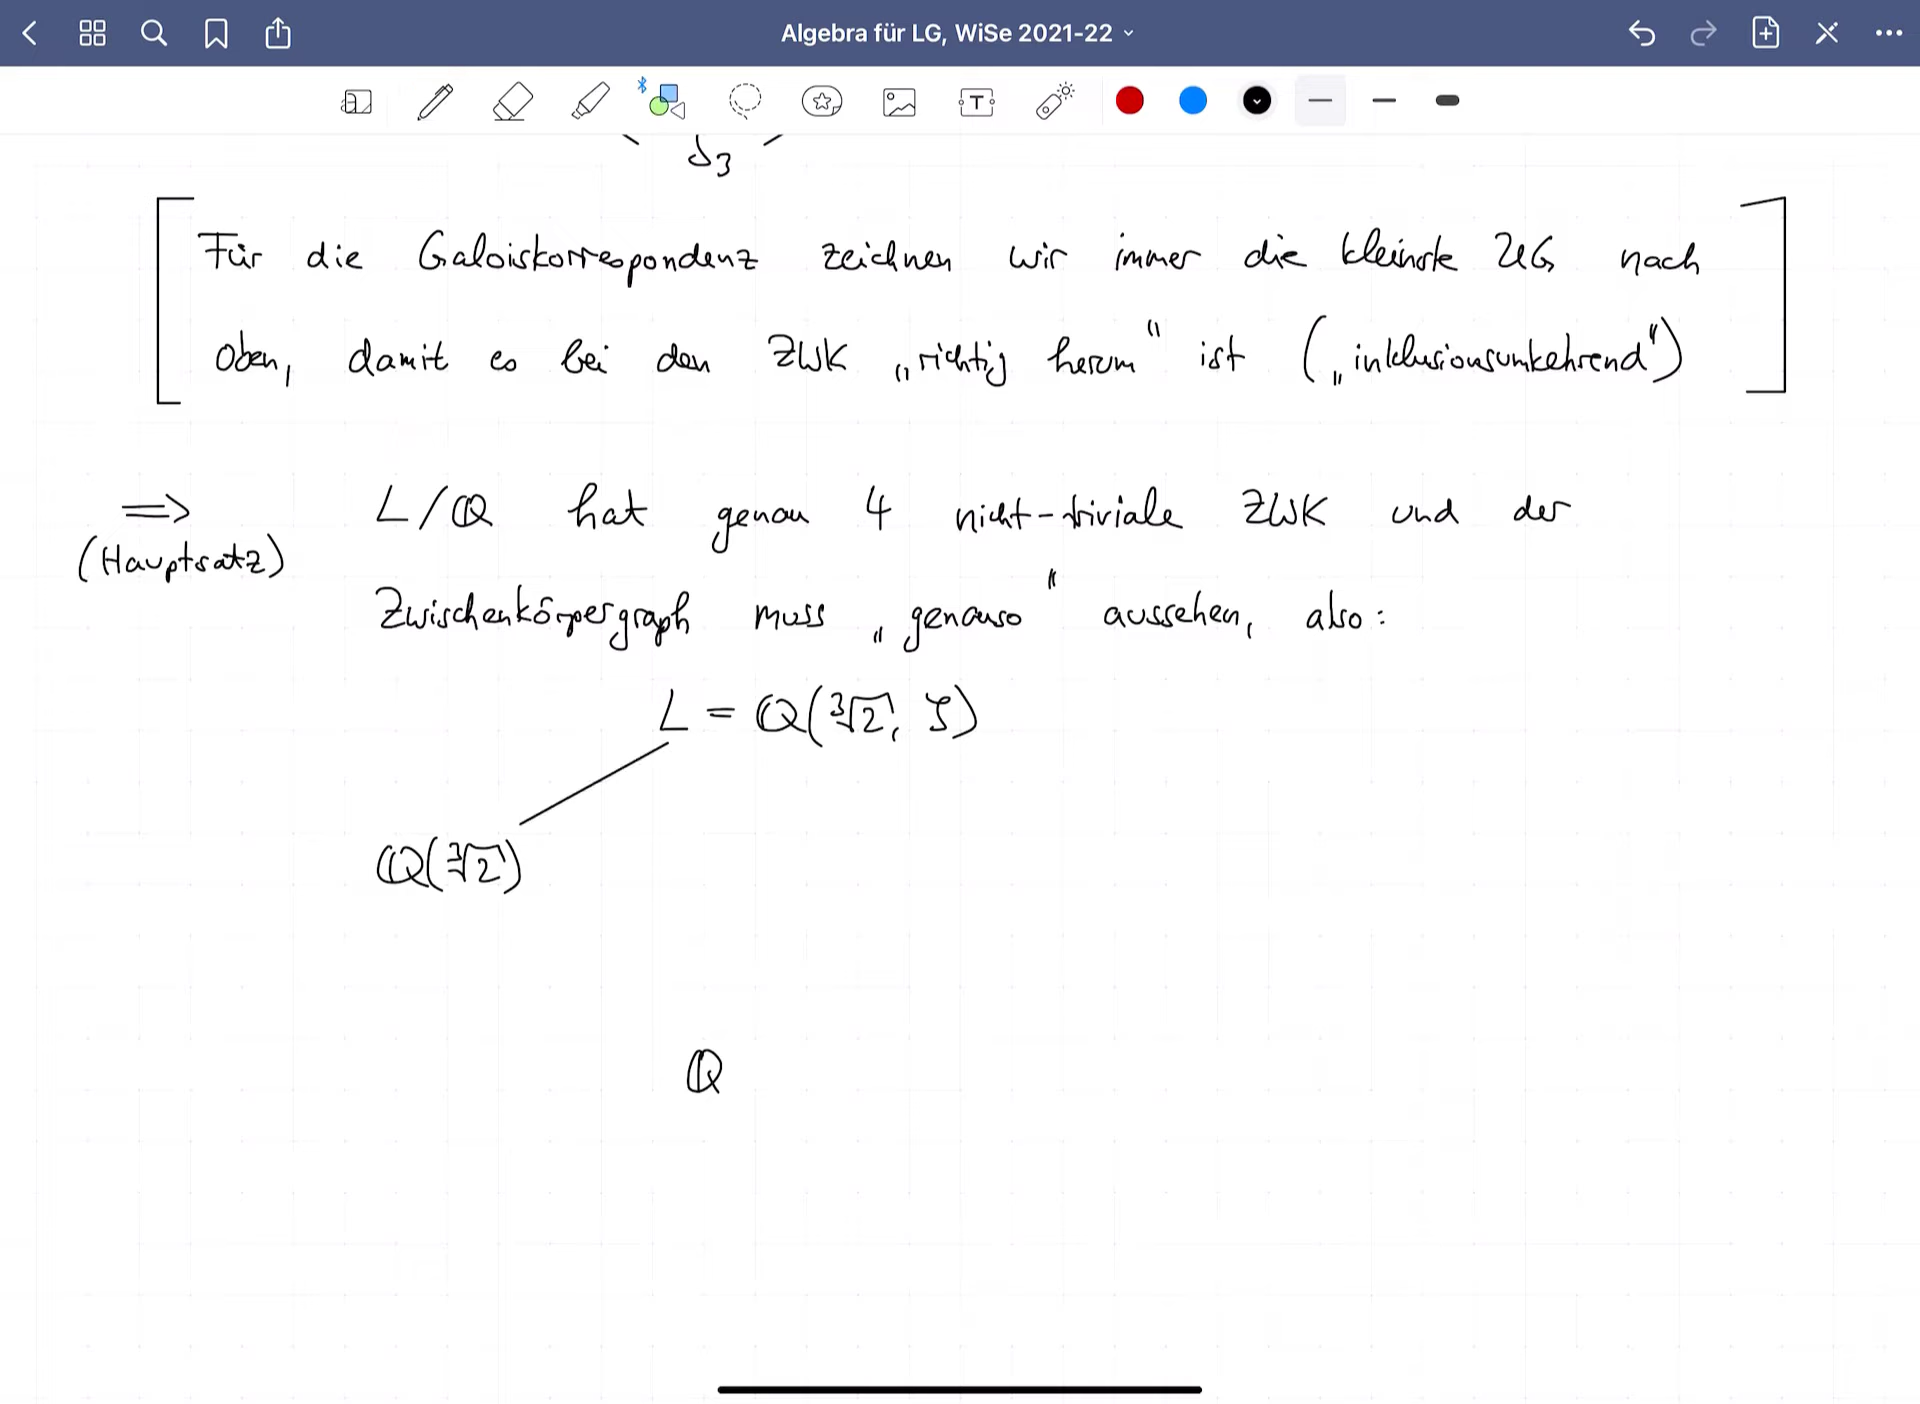 Algebra für LG, WiSe 2021-22
S3
Für die Galoiskorrespondenz zeichnen wir immer die kleinste UG nach
oben, damit es bei den ZWK „richtig herum“ ist („inklusionsumkehrend“)
⟹ L/ℚ hat genau 4 nicht-triviale ZWK und der
(Hauptsatz)
Zwischenkörpergraph muss „genauso“ aussehen, also:
L = ℚ(∛2, ζ)
ℚ(∛2)
ℚ